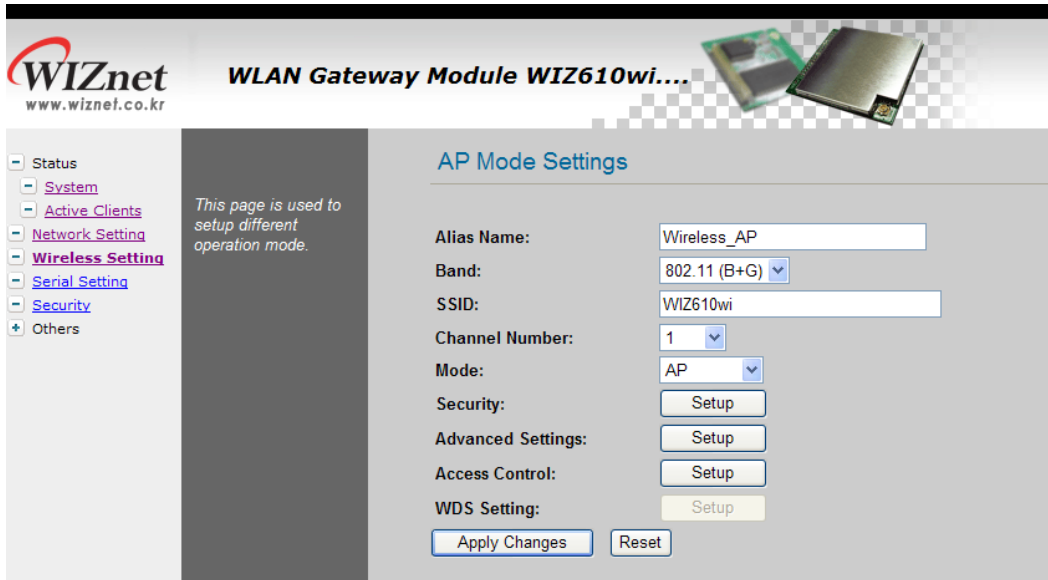 WIZnet
www.wiznet.co.kr
WLAN Gateway Module WIZ610wi....
Status
System
Active Clients
Network Setting
Wireless Setting
Serial Setting
Security
Others
This page is used to
setup different
operation mode.
AP Mode Settings
Alias Name: Wireless_AP
Band: 802.11 (B+G)
SSID: WIZ610wi
Channel Number: 1
Mode: AP
Security: Setup
Advanced Settings: Setup
Access Control: Setup
WDS Setting: Setup
Apply Changes Reset